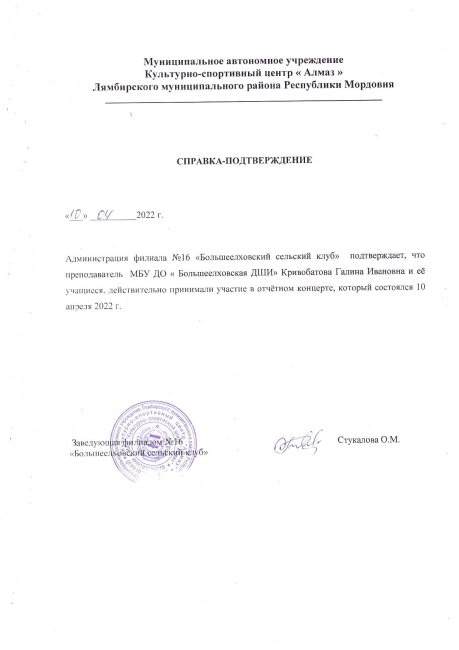 Муниципальное автономное учреждение
Культурно-спортивный центр « Алмаз »
Лямбирского муниципального района Республики Мордовия
СПРАВКА-ПОДТВЕРЖДЕНИЕ
«10» 04 2022 г.
Администрация филиала №16 «Большеелховский сельский клуб» подтверждает, что
преподаватель МБУ ДО « Большеелховская ДШИ» Кривобатова Галина Ивановна и её
учащиеся, действительно принимали участие в отчётном концерте, который состоялся 10
апреля 2022 г.
Заведующая филиалом №16
«Большеелховский сельский клуб»
Стукалова О.М.